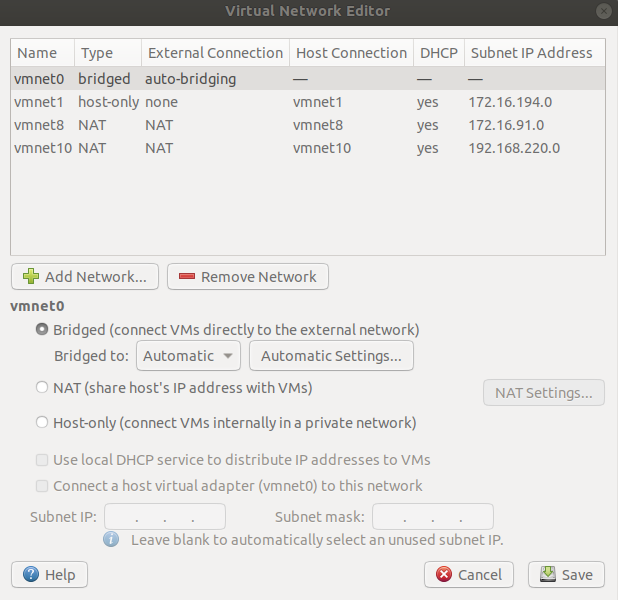 Virtual Network Editor
Name Type External Connection Host Connection DHCP Subnet IP Address
vmnet0 bridged auto-bridging — — —
vmnet1 host-only none vmnet1 yes 172.16.194.0
vmnet8 NAT NAT vmnet8 yes 172.16.91.0
vmnet10 NAT NAT vmnet10 yes 192.168.220.0
Add Network... Remove Network
vmnet0
Bridged (connect VMs directly to the external network)
Bridged to: Automatic Automatic Settings...
NAT (share host's IP address with VMs) NAT Settings...
Host-only (connect VMs internally in a private network)
Use local DHCP service to distribute IP addresses to VMs
Connect a host virtual adapter (vmnet0) to this network
Subnet IP: . . . Subnet mask: . . .
Leave blank to automatically select an unused subnet IP.
Help Cancel Save